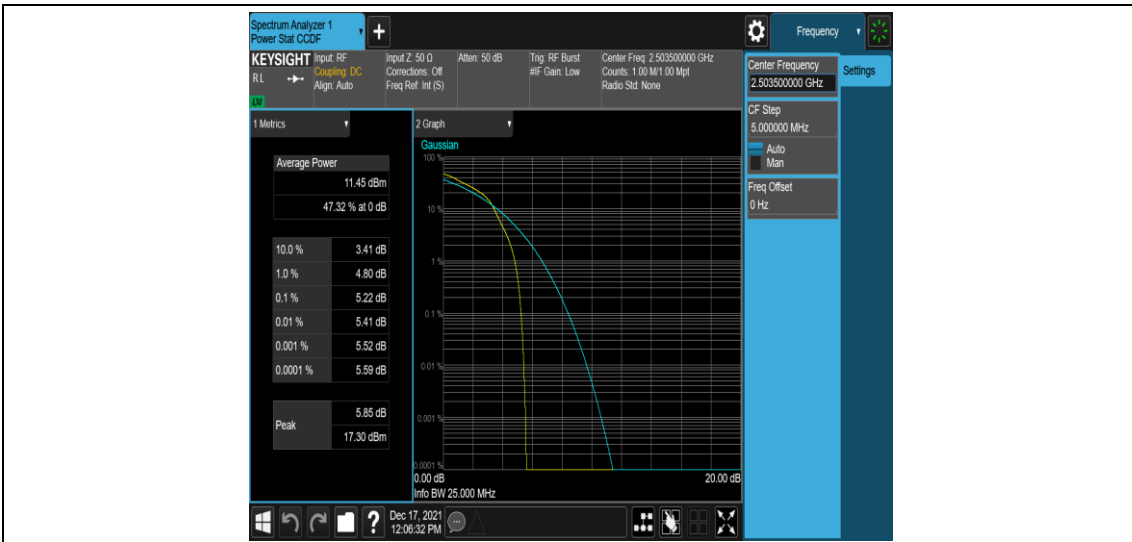 Spectrum Analyzer 1
Power Stat CCDF
+
Frequency
KEYSIGHT
RL
LXI
Input: RF
Coupling: DC
Align: Auto
Input Z: 50 Ω
Corrections: Off
Freq Ref: Int (S)
Atten: 50 dB
Trig: RF Burst
#IF Gain: Low
Center Freq: 2.503500000 GHz
Counts: 1.00 M/1.00 Mpt
Radio Std: None
Center Frequency
2.503500000 GHz
Settings
CF Step
5.000000 MHz
Auto
Man
Freq Offset
0 Hz
1 Metrics
Average Power
11.45 dBm
47.32 % at 0 dB
10.0 % 3.41 dB
1.0 % 4.80 dB
0.1 % 5.22 dB
0.01 % 5.41 dB
0.001 % 5.52 dB
0.0001 % 5.59 dB
Peak
5.85 dB
17.30 dBm
2 Graph
Gaussian
100 %
10 %
1 %
0.1 %
0.01 %
0.001 %
0.0001 %
0.00 dB 20.00 dB
Info BW 25.000 MHz
?
Dec 17, 2021
12:06:32 PM